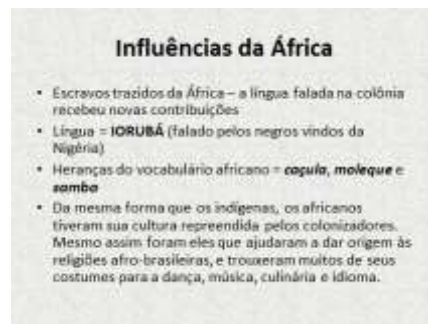 Influências da África
• Escravos trazidos da África – a língua falada na colônia
recebeu novas contribuições
• Língua = IORUBÁ (falado pelos negros vindos da
Nigéria)
• Heranças do vocabulário africano = caçula, moleque e
samba
• Da mesma forma que os indígenas, os africanos
tiveram sua cultura repreendida pelos colonizadores.
Mesmo assim foram eles que ajudaram a dar origem às
religiões afro-brasileiras, e trouxeram muitos de seus
costumes para a dança, música, culinária e idioma.